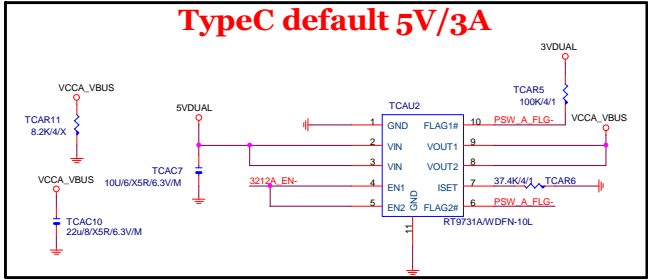 TypeC default 5V/3A
3VDUAL
VCCA_VBUS
TCAR5
100K/4/1
TCAR11
8.2K/4/X
5VDUAL
TCAU2
VCCA_VBUS
1 GND FLAG1# 10 PSW_A_FLG-
2 VIN VOUT1 9
3 VIN VOUT2 8
TCAC7
10U/6/X5R/6.3V/M
3212A_EN- 4 EN1 ISET 7 37.4K/4/1 TCAR6
VCCA_VBUS
5 EN2 GND FLAG2# 6 PSW_A_FLG-
11
RT9731A/WDFN-10L
TCAC10
22u/8/X5R/6.3V/M